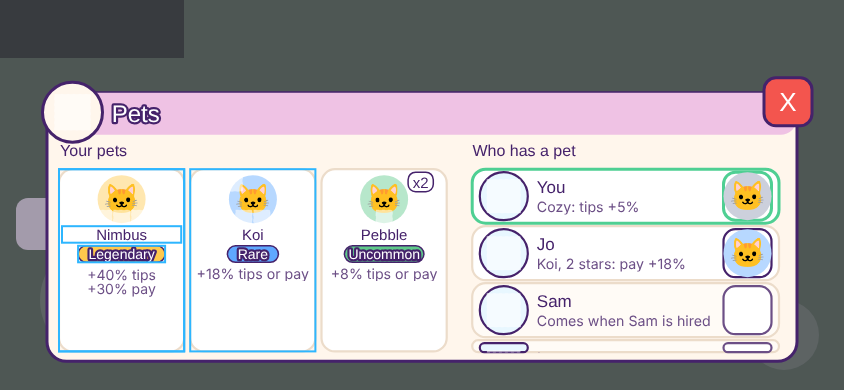 Pets
X
Your pets
Nimbus
Legendary
+40% tips
+30% pay
Koi
Rare
+18% tips or pay
x2
Pebble
Uncommon
+8% tips or pay
Who has a pet
You
Cozy: tips +5%
Jo
Koi, 2 stars: pay +18%
Sam
Comes when Sam is hired